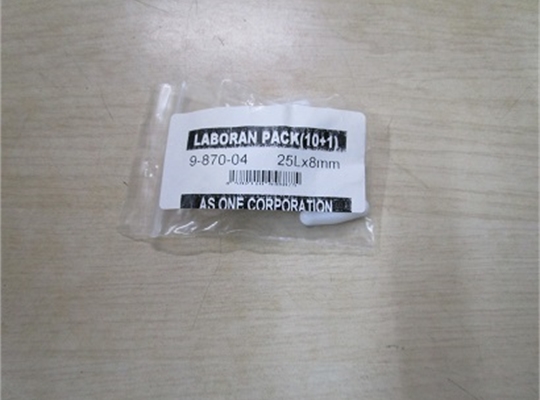 LABORAN PACK(10+1)
9-870-04 25Lx8mm
AS ONE CORPORATION